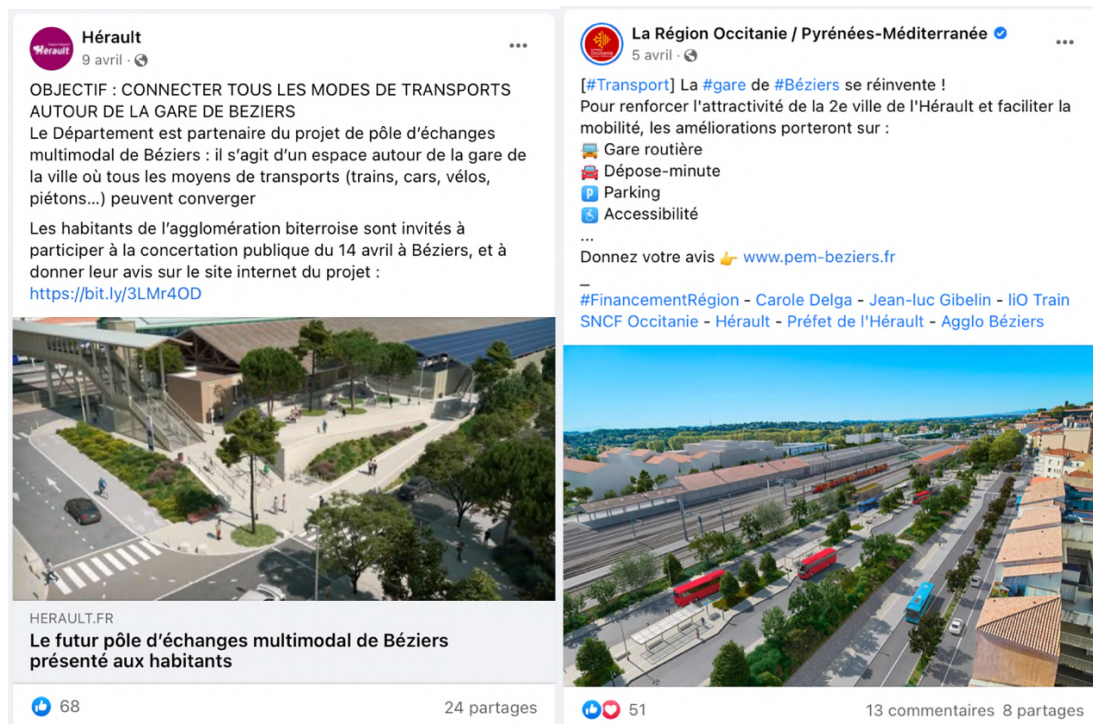 Hérault
9 avril ·
OBJECTIF : CONNECTER TOUS LES MODES DE TRANSPORTS
AUTOUR DE LA GARE DE BEZIERS
Le Département est partenaire du projet de pôle d’échanges
multimodal de Béziers : il s’agit d’un espace autour de la gare de
la ville où tous les moyens de transports (trains, cars, vélos,
piétons...) peuvent converger
Les habitants de l’agglomération biterroise sont invités à
participer à la concertation publique du 14 avril à Béziers, et à
donner leur avis sur le site internet du projet :
https://bit.ly/3LMr4OD
HERAULT.FR
Le futur pôle d’échanges multimodal de Béziers
présenté aux habitants
68
24 partages
La Région Occitanie / Pyrénées-Méditerranée
5 avril ·
[#Transport] La #gare de #Béziers se réinvente !
Pour renforcer l'attractivité de la 2e ville de l'Hérault et faciliter la
mobilité, les améliorations porteront sur :
Gare routière
Dépose-minute
P Parking
Accessibilité
...
Donnez votre avis 👉 www.pem-beziers.fr
_
#FinancementRégion - Carole Delga - Jean-luc Gibelin - liO Train
SNCF Occitanie - Hérault - Préfet de l'Hérault - Agglo Béziers
51
13 commentaires 8 partages